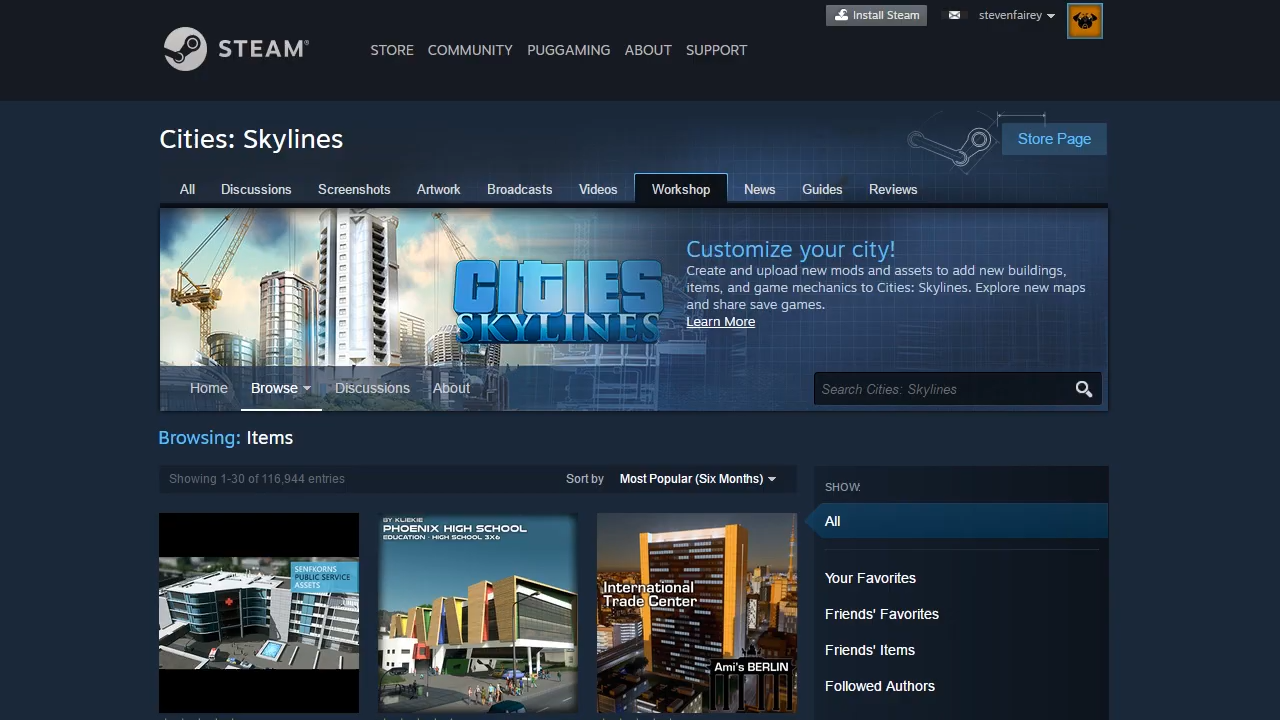 Install Steam
stevenfairey
STEAM®
STORE COMMUNITY PUGGAMING ABOUT SUPPORT
Cities: Skylines
Store Page
All Discussions Screenshots Artwork Broadcasts Videos Workshop News Guides Reviews
CITIES
SKYLINES
Customize your city!
Create and upload new mods and assets to add new buildings,
items, and game mechanics to Cities: Skylines. Explore new maps
and share save games.
Learn More
Home Browse Discussions About
Search Cities: Skylines
Browsing: Items
Showing 1-30 of 116,944 entries
Sort by Most Popular (Six Months)
SENFKORNS
PUBLIC SERVICE
ASSETS
BY KLIEKIE
PHOENIX HIGH SCHOOL
EDUCATION - HIGH SCHOOL 3X6
International
Trade Center
Ami's BERLIN
SHOW:
All
Your Favorites
Friends' Favorites
Friends' Items
Followed Authors